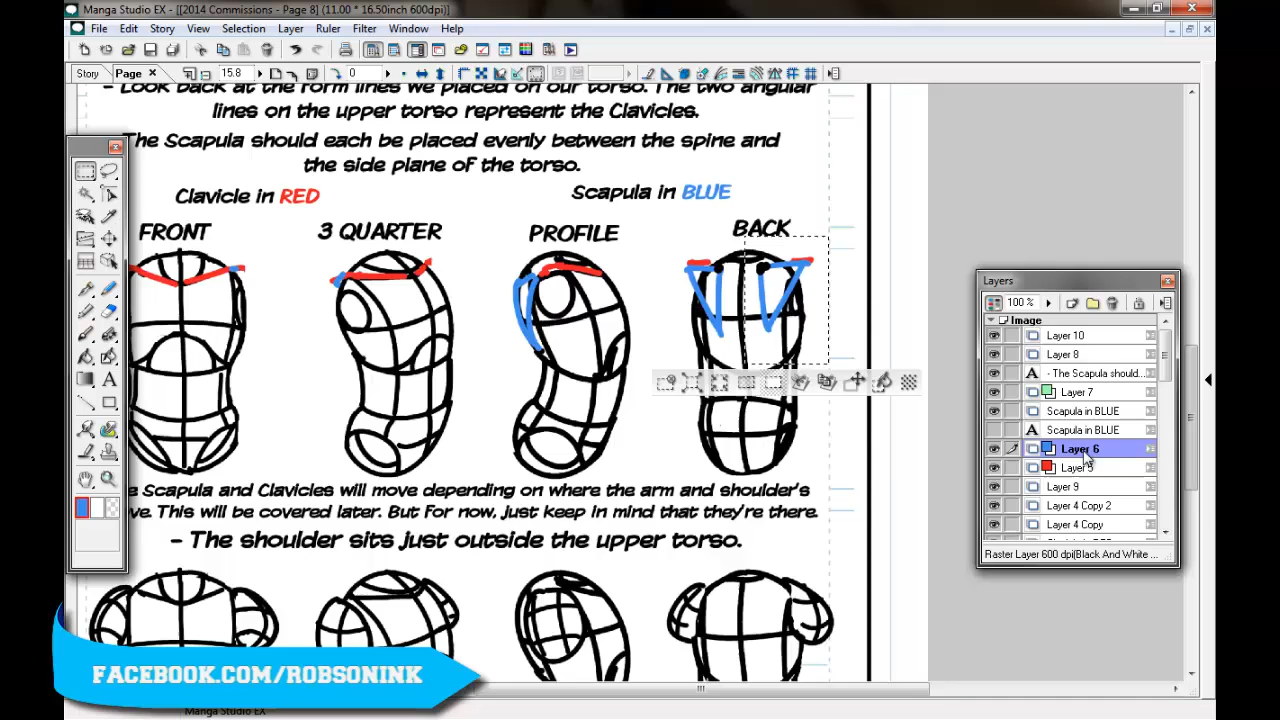 Manga Studio EX - [[2014 Commissions - Page 8] (11.00 * 16.50inch 600dpi)]
File Edit Story View Selection Layer Ruler Filter Window Help
Story Page 15.8 0
- Look back at the form lines we placed on our torso. The two angular
lines on the upper torso represent the Clavicles.
The Scapula should each be placed evenly between the spine and
the side plane of the torso.
Clavicle in RED
Scapula in BLUE
FRONT
3 QUARTER
PROFILE
BACK
Scapula and Clavicles will move depending on where the arm and shoulder's
This will be covered later. But for now, just keep in mind that they're there.
- The shoulder sits just outside the upper torso.
Layers
100 %
Image
Layer 10
Layer 8
- The Scapula should...
Layer 7
Scapula in BLUE
Scapula in BLUE
Layer 6
Layer
Layer 9
Layer 4 Copy 2
Layer 4 Copy
Raster Layer 600 dpi(Black And White ...
FACEBOOK.COM/ROBSONINK
Manga Studio EX